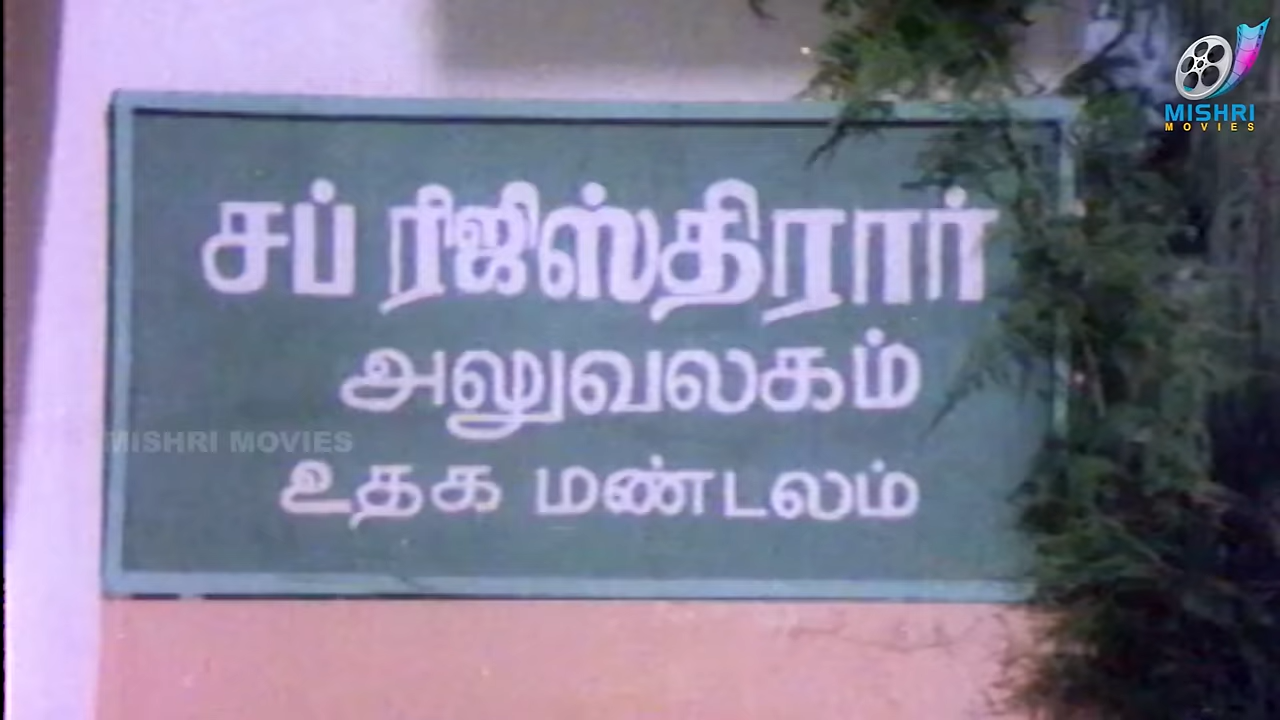 MISHRI
MOVIES
சப் ரிஜிஸ்திரார்
அலுவலகம்
MISHRI MOVIES
உதக மண்டலம்